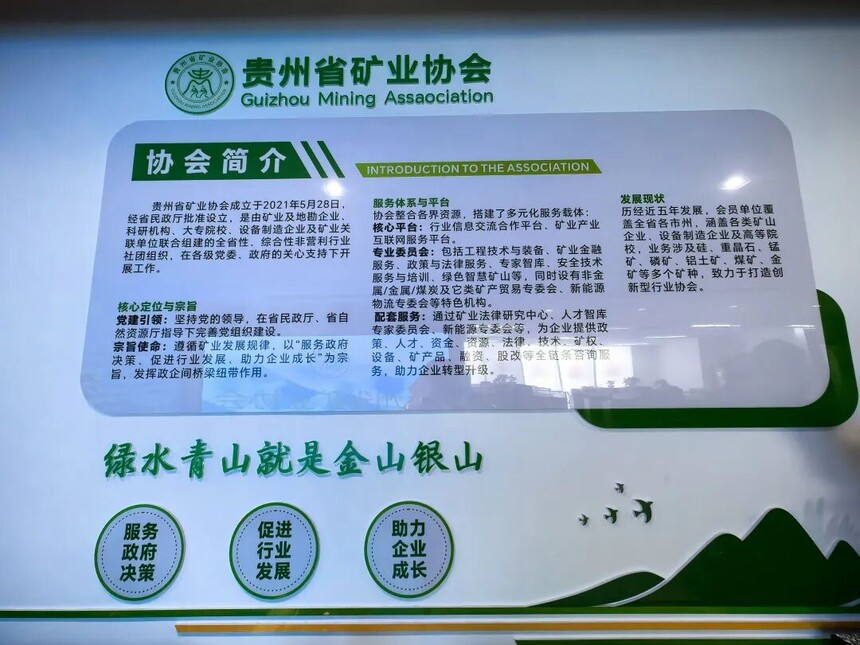 贵州省矿业协会
GUIZHOU MINING ASSOCIATION
贵州省矿业协会
Guizhou Mining Assaociation
协会简介
INTRODUCTION TO THE ASSOCIATION
贵州省矿业协会成立于2021年5月28日，
经省民政厅批准设立，是由矿业及地勘企业、
科研机构、大专院校、设备制造企业及矿业关
联单位联合组建的全省性、综合性非营利行业
社团组织，在各级党委、政府的关心支持下开
展工作。
核心定位与宗旨
党建引领：坚持党的领导，在省民政厅、省自
然资源厅指导下完善党组织建设。
宗旨使命：遵循矿业发展规律，以“服务政府
决策、促进行业发展、助力企业成长”为宗
旨，发挥政企间桥梁纽带作用。
服务体系与平台
协会整合各界资源，搭建了多元化服务载体：
核心平台：行业信息交流合作平台、矿业产业
互联网服务平台。
专业委员会：包括工程技术与装备、矿业金融
服务、政策与法律服务、专家智库、安全技术
服务与培训、绿色智慧矿山等，同时设有非金
属/金属/煤炭及它类矿产贸易专委会、新能源
物流专委会等特色机构。
配套服务：通过矿业法律研究中心、人才智库
专家委员会、新能源专委会等，为企业提供政
策、人才、资金、资源、法律、技术、矿权、
设备、矿产品、融资、股改等全链条咨询服
务，助力企业转型升级。
发展现状
历经近五年发展，会员单位覆
盖全省各市州，涵盖各类矿山
企业、设备制造企业及高等院
校，业务涉及硅、重晶石、锰
矿、磷矿、铝土矿、煤矿、金
矿等多个矿种，致力于打造创
新型行业协会。
绿水青山就是金山银山
服务
政府
决策
促进
行业
发展
助力
企业
成长